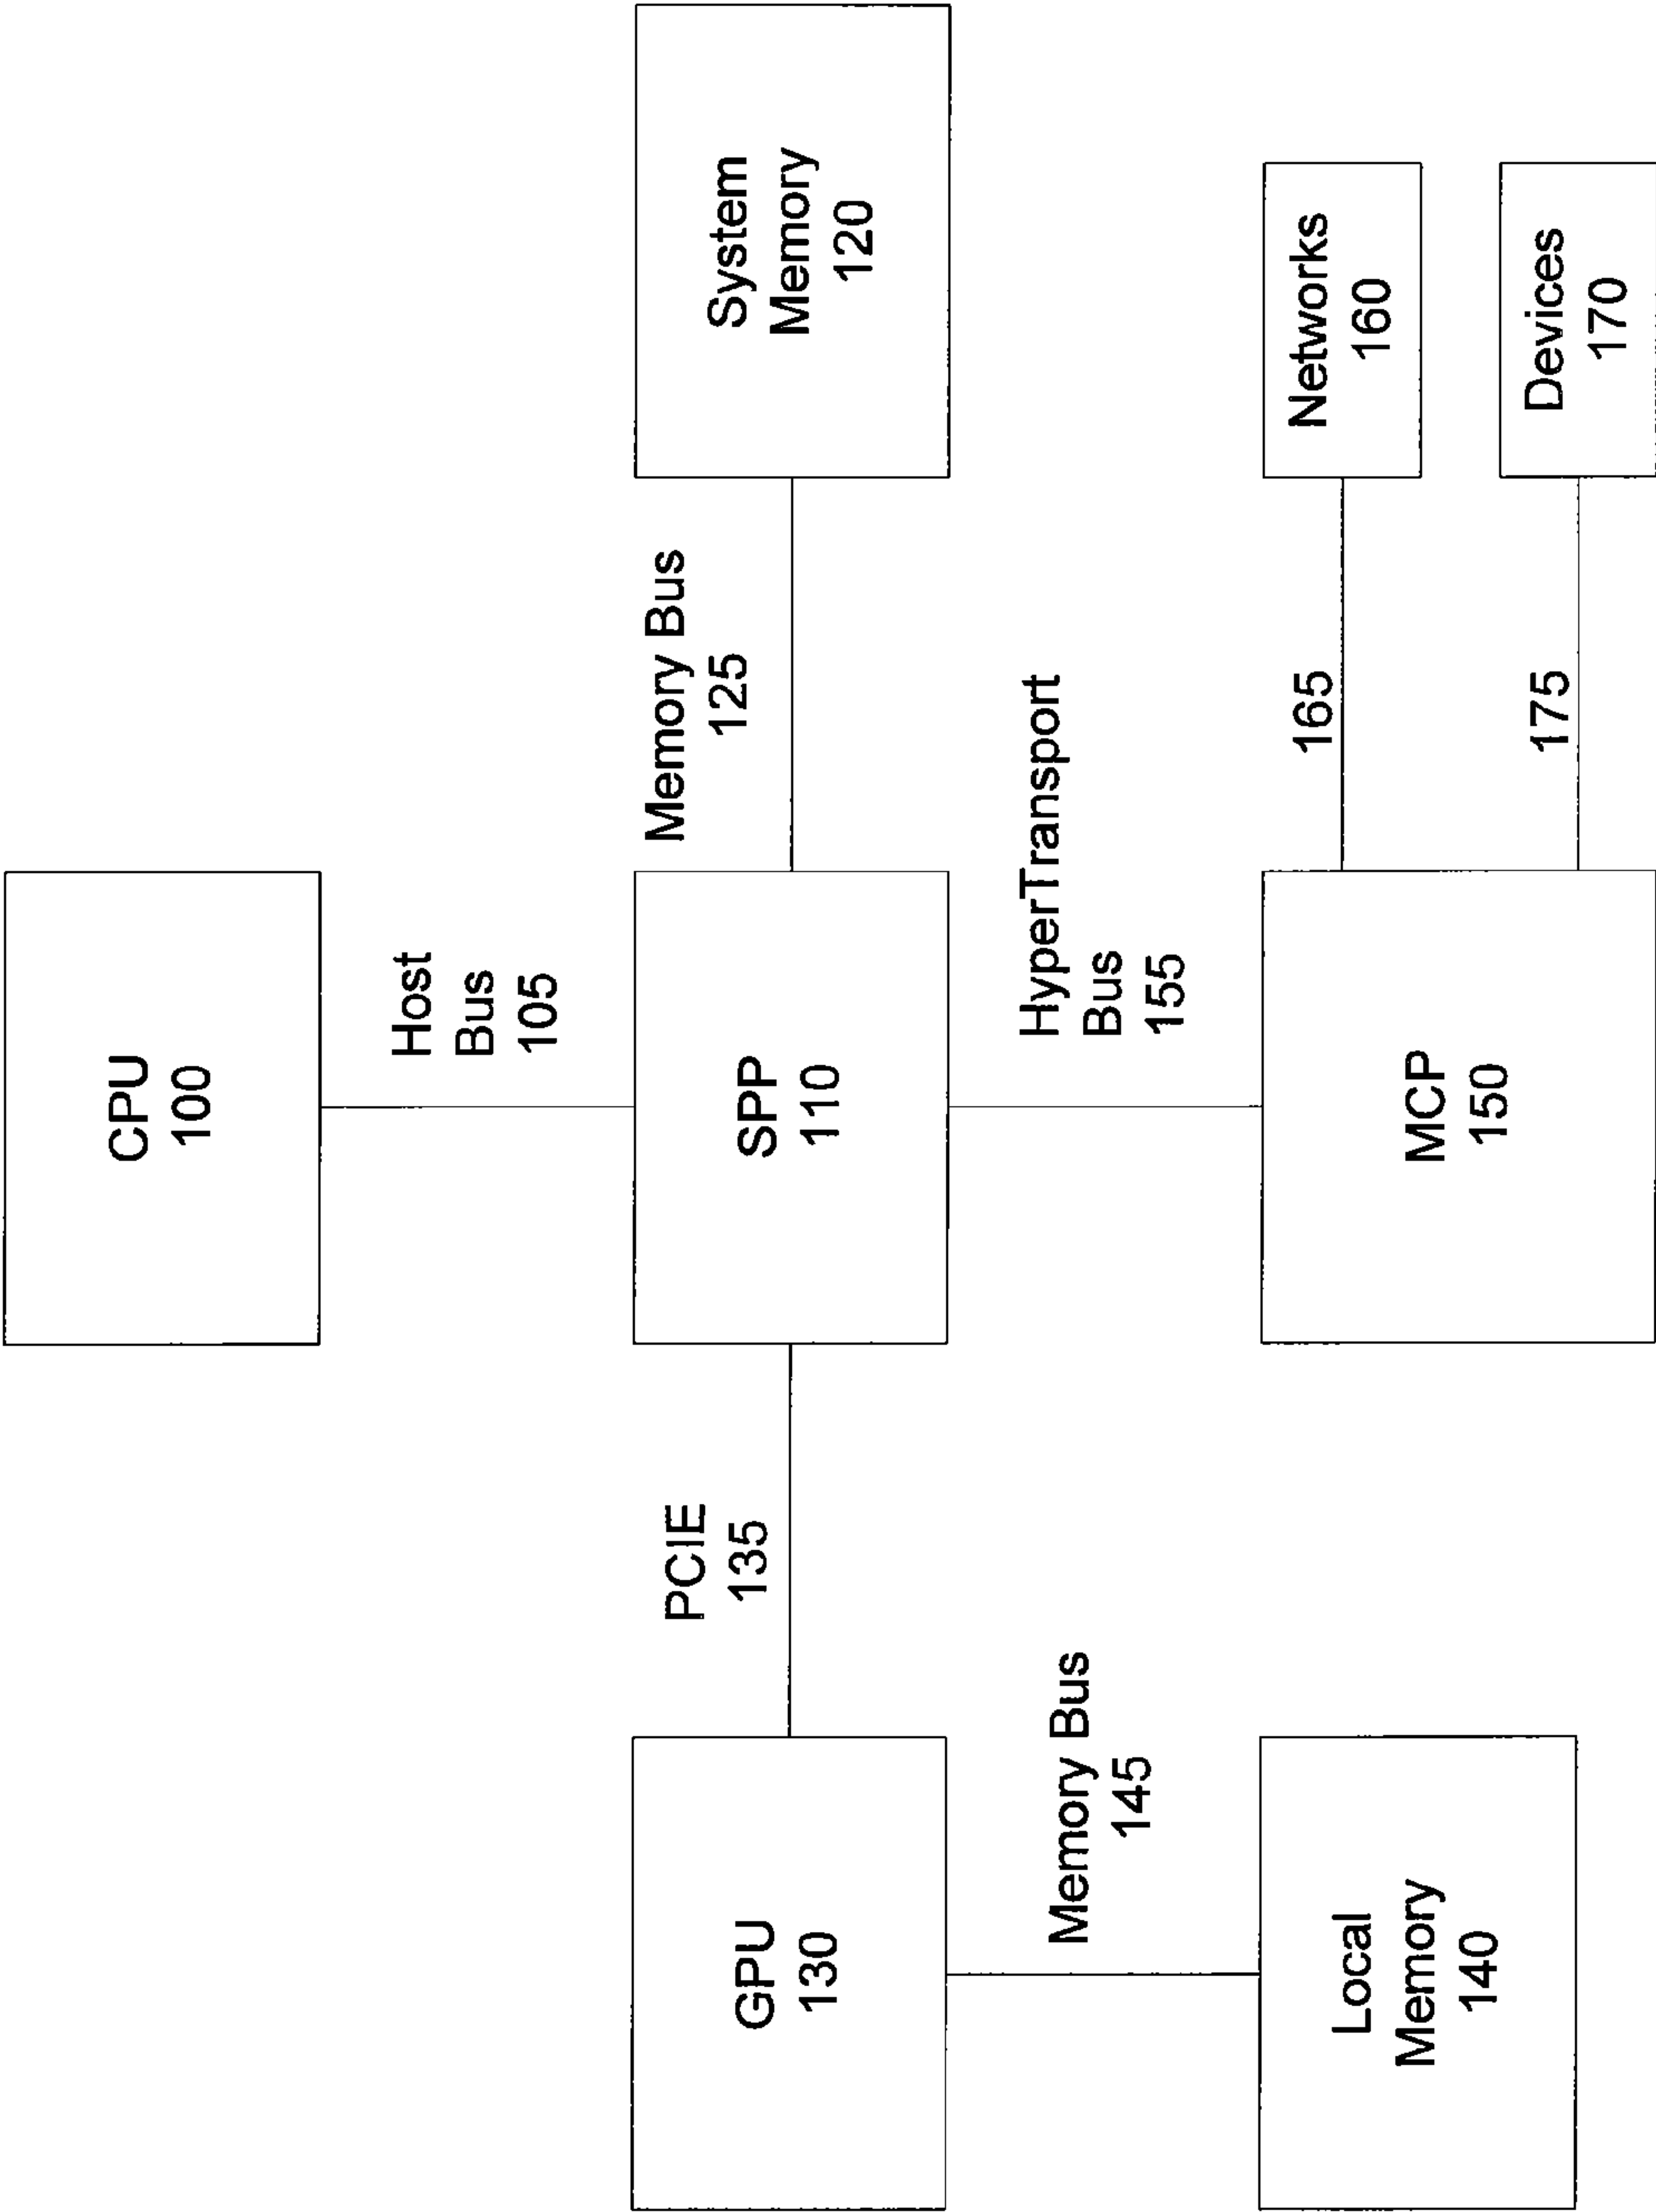 CPU
100
Host
Bus
105
GPU
130
PCIE
135
SPP
110
Memory Bus
125
System
Memory
120
Memory Bus
145
HyperTransport
Bus
155
Local
Memory
140
MCP
150
165
Networks
160
175
Devices
170